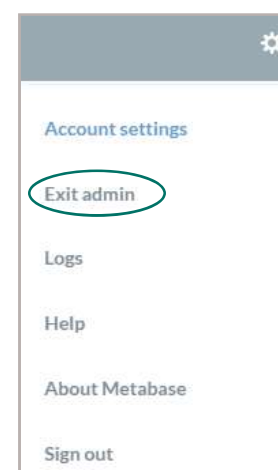 Account settings
Exit admin
Logs
Help
About Metabase
Sign out